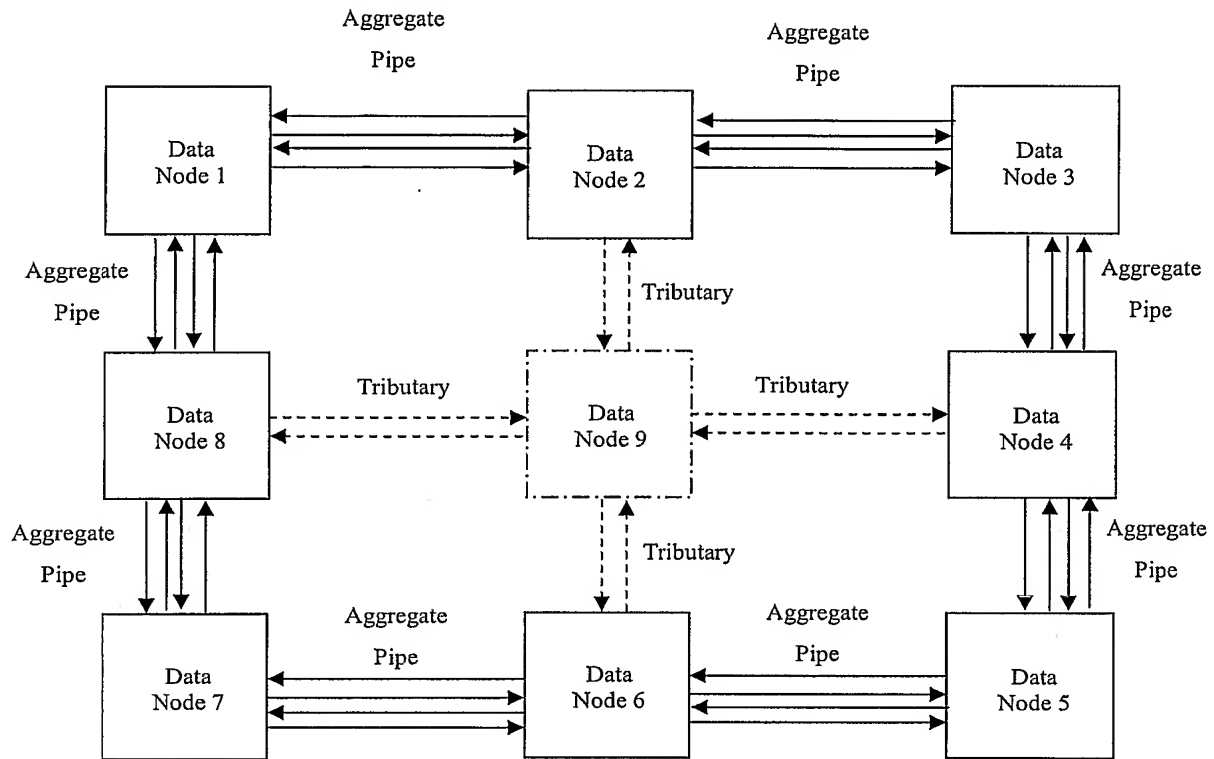 Aggregate
Pipe
Aggregate
Pipe
Data
Node 1
Data
Node 2
Data
Node 3
Aggregate
Pipe
Tributary
Aggregate
Pipe
Data
Node 8
Tributary
Data
Node 9
Tributary
Data
Node 4
Aggregate
Pipe
Tributary
Aggregate
Pipe
Data
Node 7
Aggregate
Pipe
Data
Node 6
Aggregate
Pipe
Data
Node 5